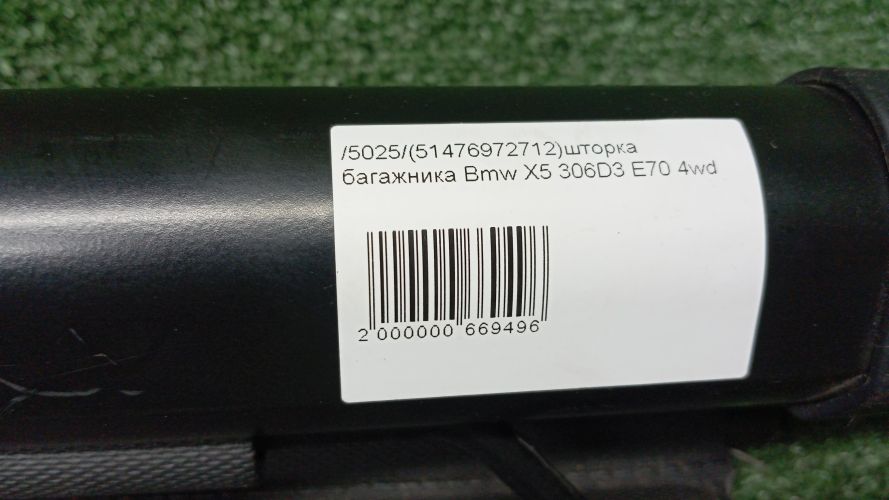 /5025/(51476972712)шторка
багажника Bmw X5 306D3 E70 4wd
2 000000 669496